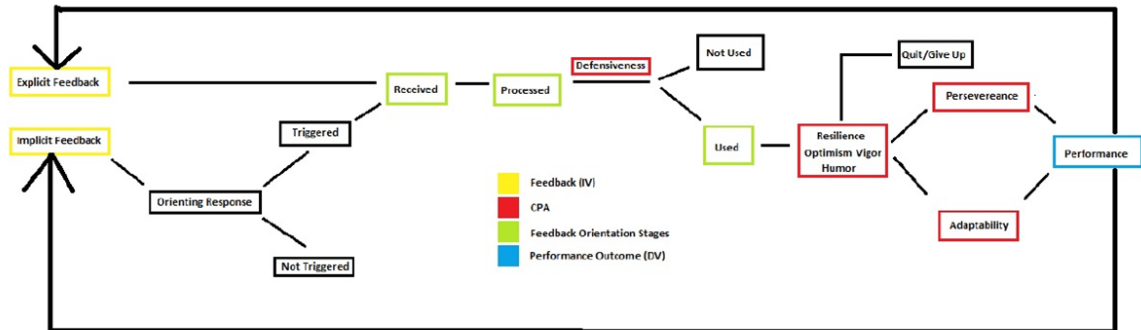 Explicit Feedback
Implicit Feedback
Orienting Response
Triggered
Not Triggered
Received
Processed
Defensiveness
Not Used
Used
Quit/Give Up
Resilience
Optimism Vigor
Humor
Persevereance
Adaptability
Performance
Feedback (IV)
CPA
Feedback Orientation Stages
Performance Outcome (DV)